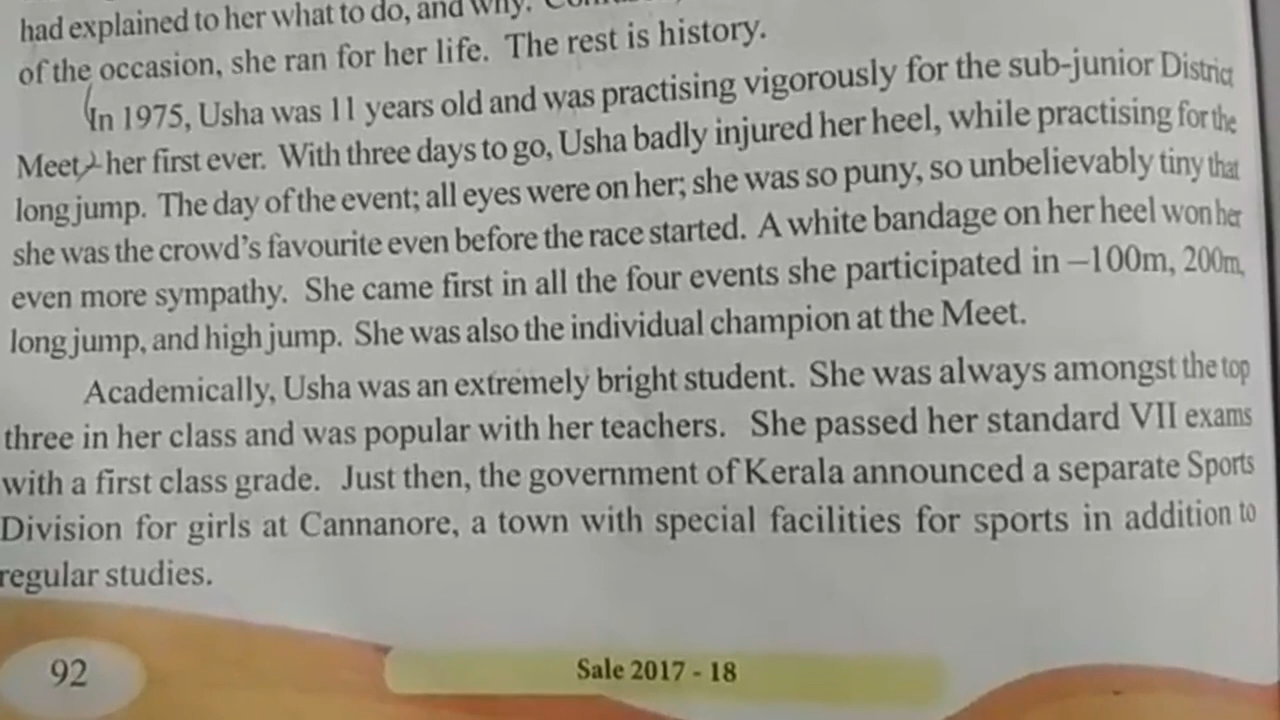 had explained to her what to do, and why.
of the occasion, she ran for her life. The rest is history.
In 1975, Usha was 11 years old and was practising vigorously for the sub-junior District
Meet, her first ever. With three days to go, Usha badly injured her heel, while practising for the
long jump. The day of the event; all eyes were on her; she was so puny, so unbelievably tiny that
she was the crowd's favourite even before the race started. A white bandage on her heel won her
even more sympathy. She came first in all the four events she participated in –100m, 200m,
long jump, and high jump. She was also the individual champion at the Meet.
Academically, Usha was an extremely bright student. She was always amongst the top
three in her class and was popular with her teachers. She passed her standard VII exams
with a first class grade. Just then, the government of Kerala announced a separate Sports
Division for girls at Cannanore, a town with special facilities for sports in addition to
regular studies.
92
Sale 2017 - 18